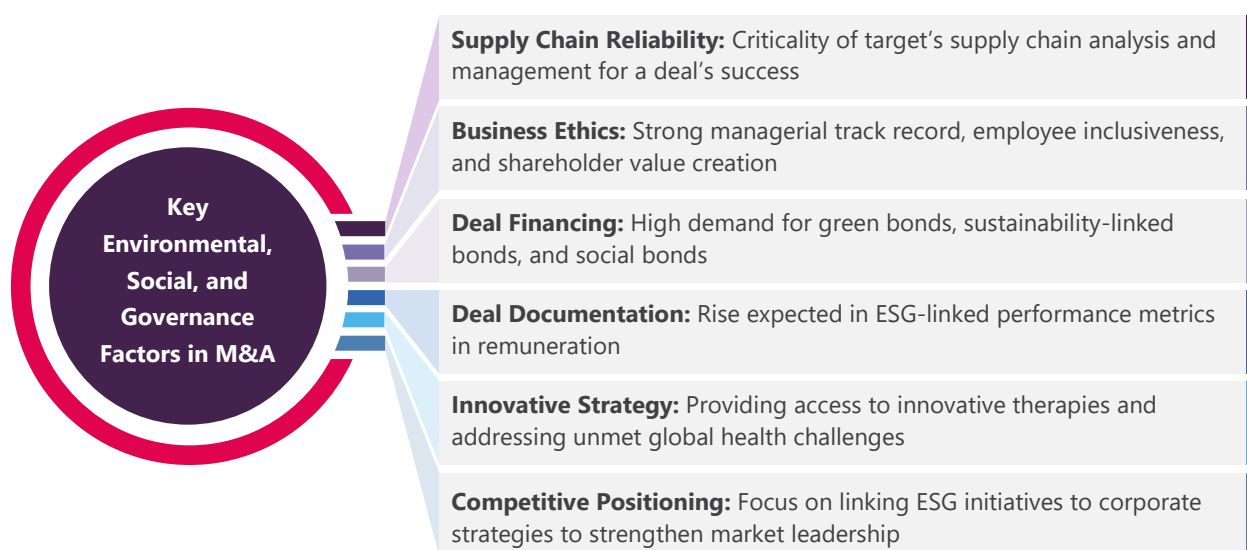 Key
Environmental,
Social, and
Governance
Factors in M&A
Supply Chain Reliability: Criticality of target's supply chain analysis and
management for a deal's success
Business Ethics: Strong managerial track record, employee inclusiveness,
and shareholder value creation
Deal Financing: High demand for green bonds, sustainability-linked
bonds, and social bonds
Deal Documentation: Rise expected in ESG-linked performance metrics
in remuneration
Innovative Strategy: Providing access to innovative therapies and
addressing unmet global health challenges
Competitive Positioning: Focus on linking ESG initiatives to corporate
strategies to strengthen market leadership